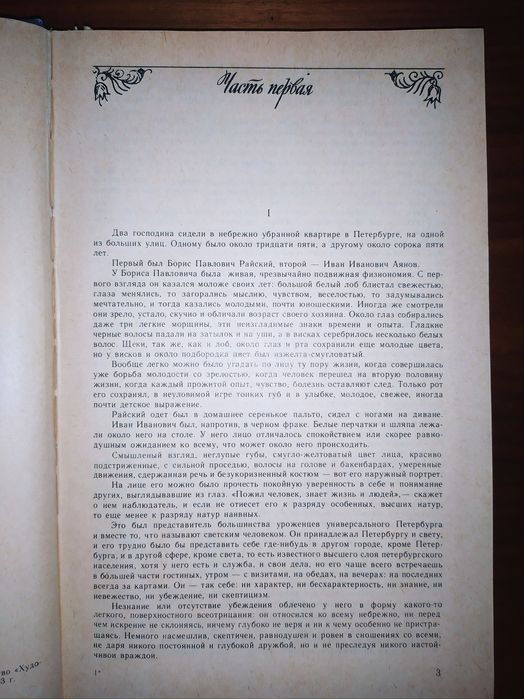 Часть первая
I
Два господина сидели в небрежно убранной квартире в Петербурге, на одной
из больших улиц. Одному было около тридцати пяти, а другому около сорока пяти
лет.
Первый был Борис Павлович Райский, второй — Иван Иванович Аянов.
У Бориса Павловича была живая, чрезвычайно подвижная физиономия. С пер-
вого взгляда он казался моложе своих лет: большой белый лоб блистал свежестью,
глаза менялись, то загорались мыслию, чувством, веселостью, то задумывались
мечтательно, и тогда казались молодыми, почти юношескими. Иногда же смотрели
они зрело, устало, скучно и обличали возраст своего хозяина. Около глаз собирались
даже три легкие морщины, эти неизгладимые знаки времени и опыта. Гладкие
черные волосы падали на затылок и на уши, а в висках серебрилось несколько белых
волос. Щеки, так же, как и лоб, около глаз и рта сохранили еще молодые цвета,
но у висков и около подбородка цвет был изжелта-смугловатый.
Вообще легко можно было угадать по лицу ту пору жизни, когда совершилась
уже борьба молодости со зрелостью, когда человек перешел на вторую половину
жизни, когда каждый прожитой опыт, чувство, болезнь оставляют след. Только рот
его сохранял, в неуловимой игре тонких губ и в улыбке, молодое, свежее, иногда
почти детское выражение.
Райский одет был в домашнее серенькое пальто, сидел с ногами на диване.
Иван Иванович был, напротив, в черном фраке. Белые перчатки и шляпа лежа-
ли около него на столе. У него лицо отличалось спокойствием или скорее равно-
душным ожиданием ко всему, что может около него происходить.
Смышленый взгляд, неглупые губы, смугло-желтоватый цвет лица, красиво
подстриженные, с сильной проседью, волосы на голове и бакенбардах, умеренные
движения, сдержанная речь и безукоризненный костюм — вот его наружный портрет.
На лице его можно было прочесть покойную уверенность в себе и понимание
других, выглядывавшие из глаз. «Пожил человек, знает жизнь и людей»,— скажет
о нем наблюдатель, и если не отнесет его к разряду особенных, высших натур,
то еще менее к разряду натур наивных.
Это был представитель большинства уроженцев универсального Петербурга
и вместе то, что называют светским человеком. Он принадлежал Петербургу и свету,
и его трудно было бы представить себе где-нибудь в другом городе, кроме Петер-
бурга, и в другой сфере, кроме света, то есть известного высшего слоя петербургского
населения, хотя у него есть и служба, и свои дела, но его чаще всего встречаешь
в бо́льшей части гостиных, утром — с визитами, на обедах, на вечерах: на последних
всегда за картами. Он — так себе: ни характер, ни бесхарактерность, ни знание, ни
невежество, ни убеждение, ни скептицизм.
Незнание или отсутствие убеждения облечено у него в форму какого-то
легкого, поверхностного всеотрицания: он относился ко всему небрежно, ни перед
чем искренне не склоняясь, ничему глубоко не веря и ни к чему особенно не пристра-
щаясь. Немного насмешлив, скептичен, равнодушен и ровен в сношениях со всеми,
не даря никого постоянной и глубокой дружбой, но и не преследуя никого настой-
чивою враждой.
во «Худо-
3 г.
1*
3